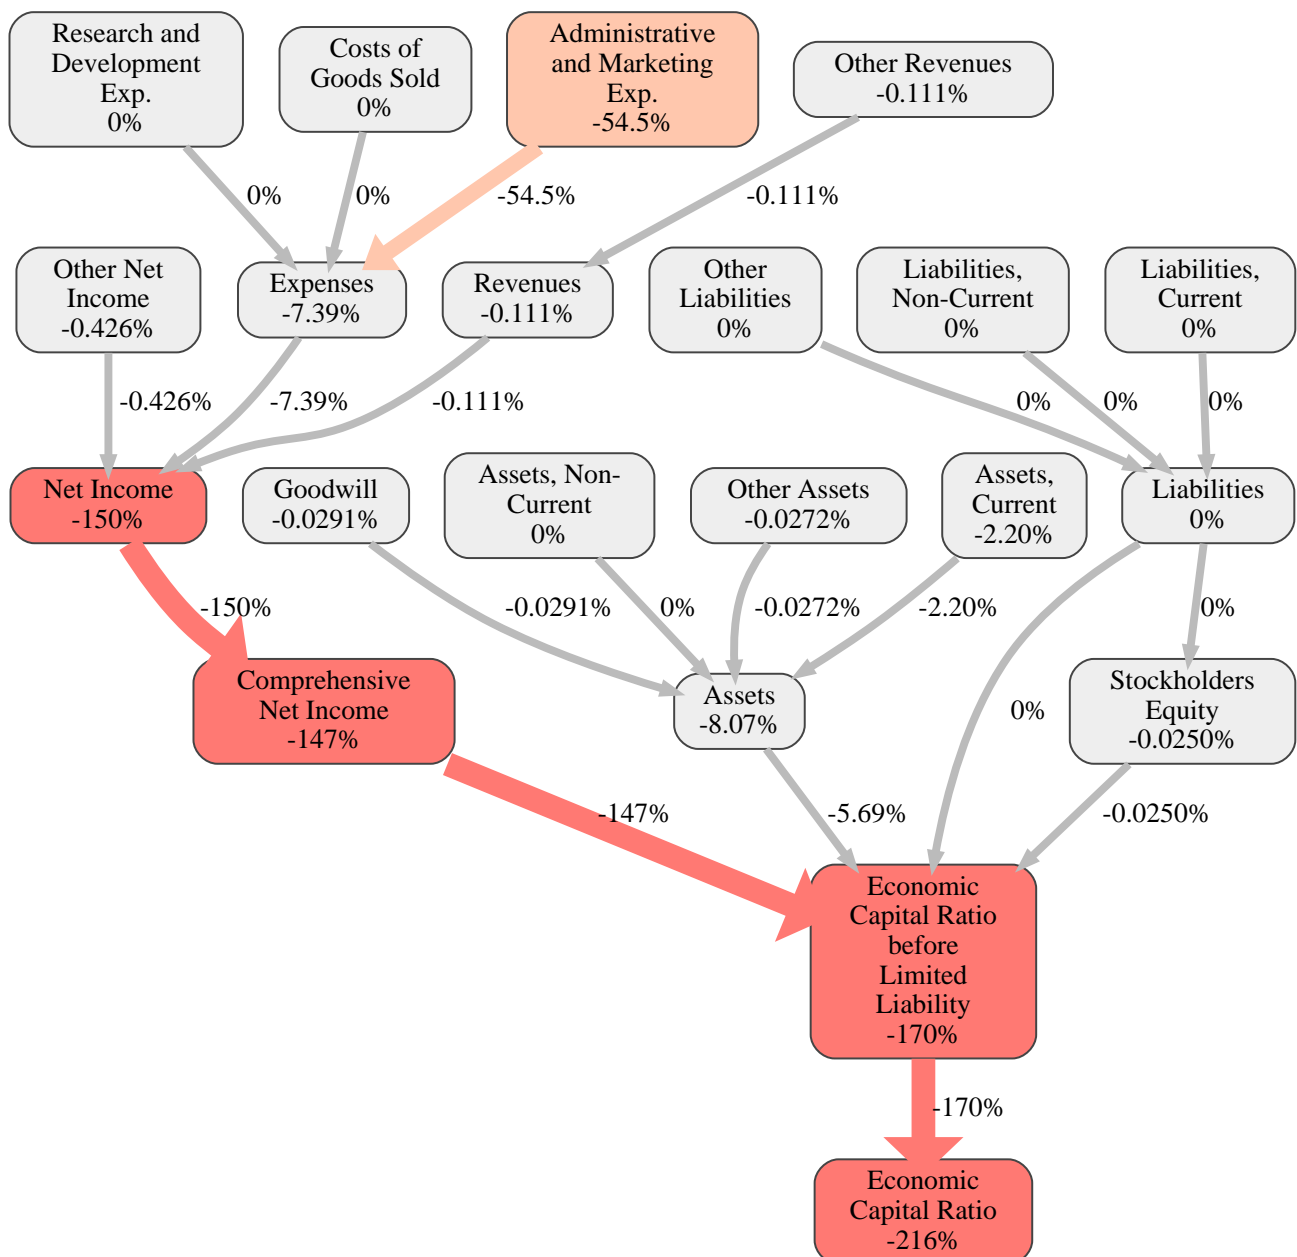 Research and
Development
Exp.
0%
Costs of
Goods Sold
0%
Administrative
and Marketing
Exp.
-54.5%
Other Revenues
-0.111%
0%
0%
-54.5%
-0.111%
Other Net
Income
-0.426%
Expenses
-7.39%
Revenues
-0.111%
Other
Liabilities
0%
Liabilities,
Non-Current
0%
Liabilities,
Current
0%
-0.426%
-7.39%
-0.111%
0%
0%
0%
Net Income
-150%
Goodwill
-0.0291%
Assets, Non-
Current
0%
Other Assets
-0.0272%
Assets,
Current
-2.20%
Liabilities
0%
-150%
-0.0291%
0%
-0.0272%
-2.20%
0%
Comprehensive
Net Income
-147%
Assets
-8.07%
0%
Stockholders
Equity
-0.0250%
-147%
-5.69%
-0.0250%
Economic
Capital Ratio
before
Limited
Liability
-170%
-170%
Economic
Capital Ratio
-216%